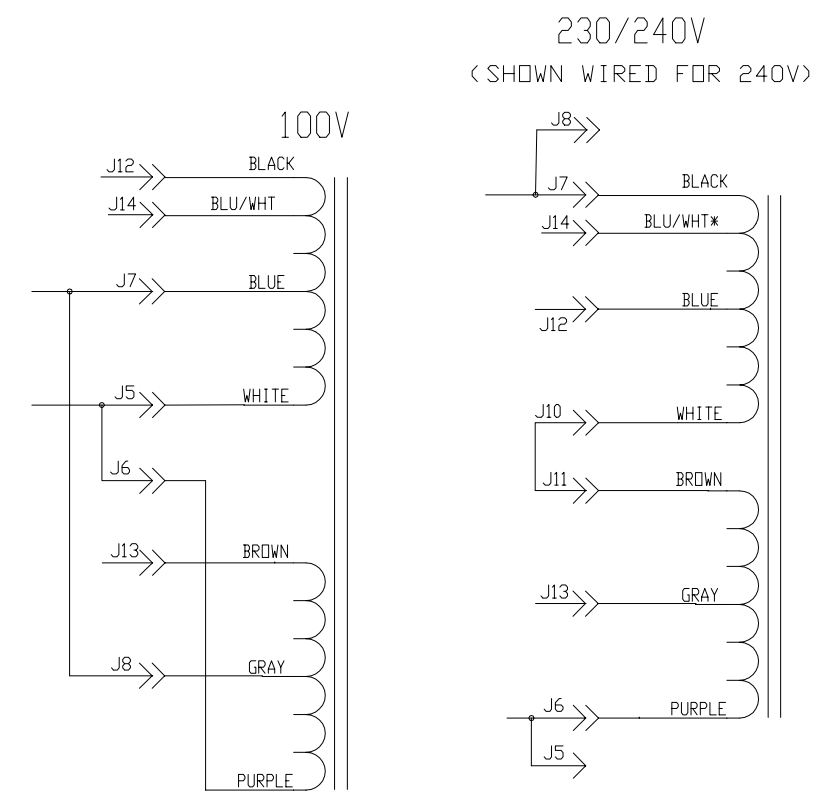 100V
J12 BLACK
J14 BLU/WHT
J7 BLUE
J5 WHITE
J6
J13 BROWN
J8 GRAY
PURPLE
230/240V
(SHOWN WIRED FOR 240V)
J8
J7 BLACK
J14 BLU/WHT*
J12 BLUE
J10 WHITE
J11 BROWN
J13 GRAY
J6 PURPLE
J5